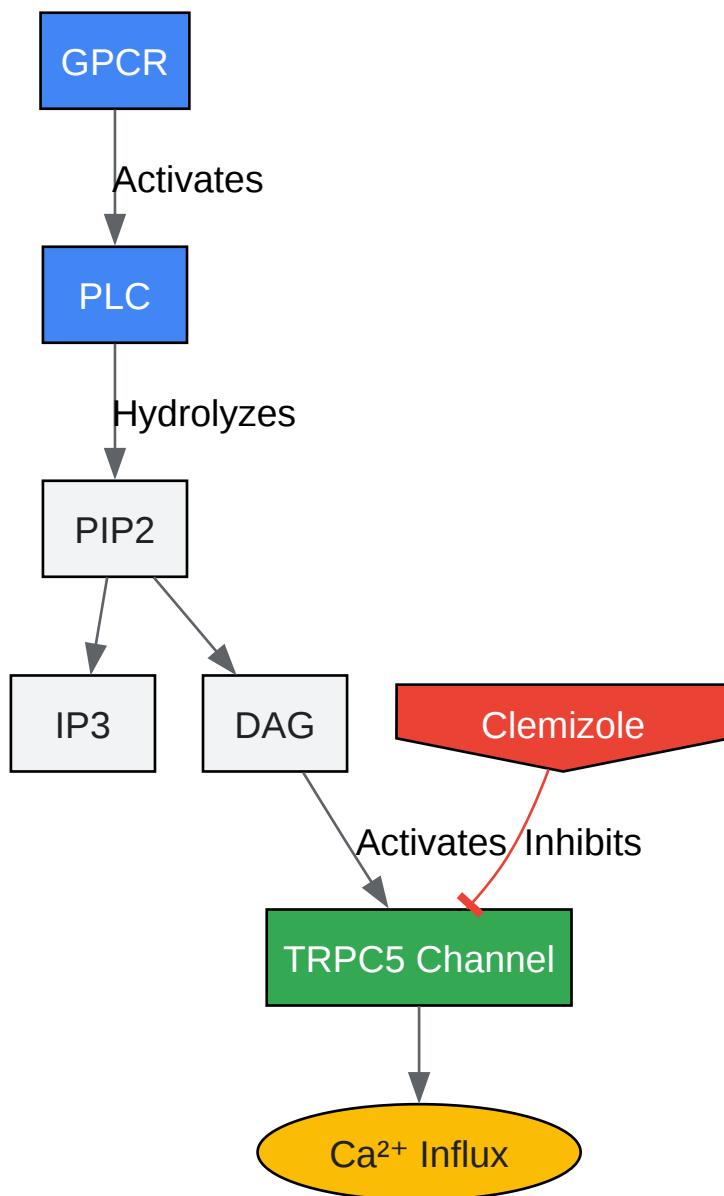 GPCR
Activates
PLC
Hydrolyzes
PIP2
IP3
DAG
Clemizole
Activates
Inhibits
TRPC5 Channel
Ca²⁺ Influx